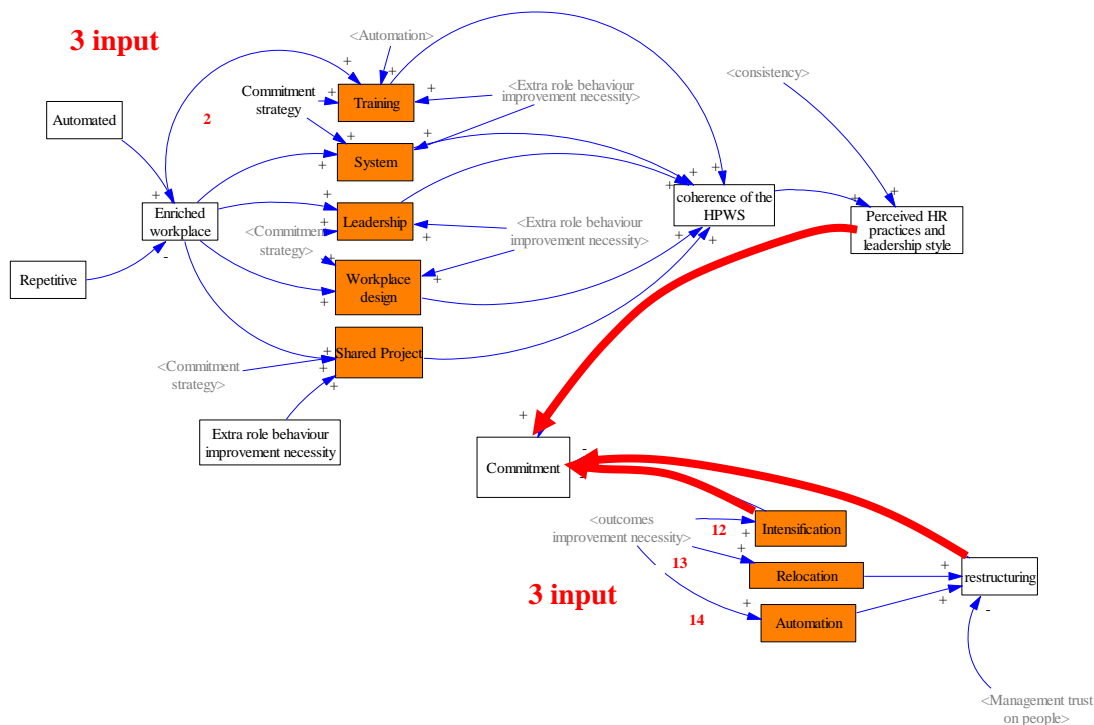 3 input
<Automation>
+
+
<consistency>
Commitment
strategy
+
+
Training
+
<Extra role behaviour
improvement necessity>
Automated
2
+
+
System
+
+
+
+
+
+
+
coherence of the
HPWS
+
+
Enriched
workplace
+
+
Leadership
+
+
+
Perceived HR
practices and
leadership style
-
<Commitment
strategy>
+
<Extra role behaviour
improvement necessity>
Repetitive
+
Workplace
design
+
+
+
Shared Project
+
+
<Commitment
strategy>
Extra role behaviour
improvement necessity
+
Commitment
-
-
<outcomes
improvement necessity>
12
+
Intensification
13
+
Relocation
+
restructuring
3 input
14
+
Automation
+
-
<Management trust
on people>